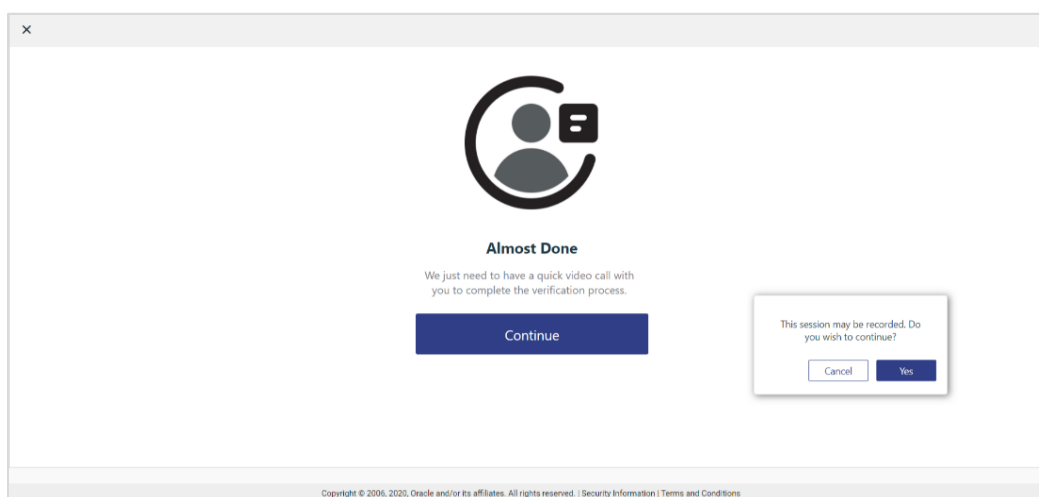 ×
Almost Done
We just need to have a quick video call with
you to complete the verification process.
Continue
This session may be recorded. Do
you wish to continue?
Cancel
Yes
Copyright © 2006, 2020, Oracle and/or its affiliates. All rights reserved. | Security Information | Terms and Conditions